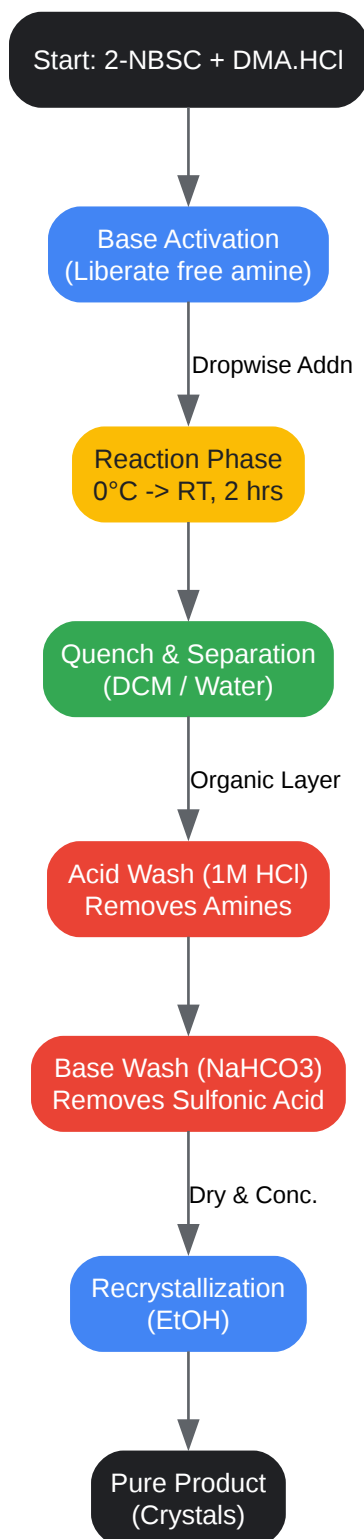 Start: 2-NBSC + DMA.HCl
Base Activation
(Liberate free amine)
Dropwise Addn
Reaction Phase
0°C -> RT, 2 hrs
Quench & Separation
(DCM / Water)
Organic Layer
Acid Wash (1M HCl)
Removes Amines
Base Wash (NaHCO3)
Removes Sulfonic Acid
Dry & Conc.
Recrystallization
(EtOH)
Pure Product
(Crystals)